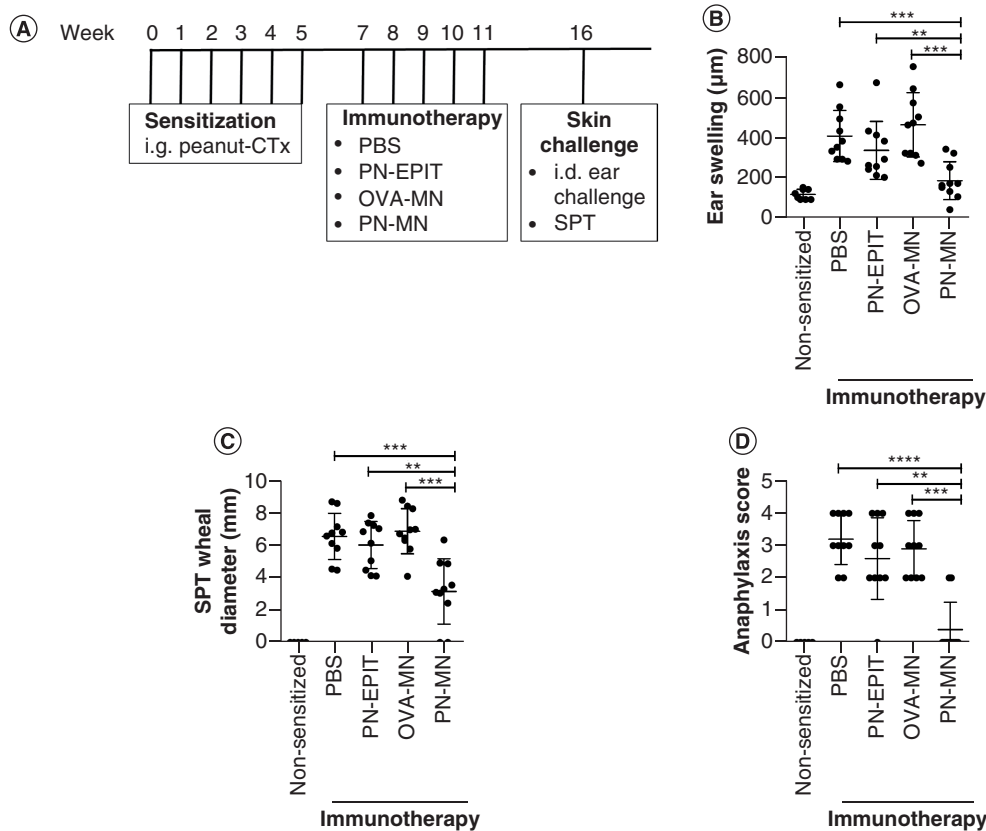 A
Week 0 1 2 3 4 5 7 8 9 10 11 16
Sensitization
i.g. peanut-CTx
Immunotherapy
• PBS
• PN-EPIT
• OVA-MN
• PN-MN
Skin
challenge
• i.d. ear
challenge
• SPT
B
***
**
***
Ear swelling (μm)
800
600
400
200
0
Non-sensitized
PBS
PN-EPIT
OVA-MN
PN-MN
Immunotherapy
C
***
**
***
SPT wheal
diameter (mm)
10
8
6
4
2
0
Non-sensitized
PBS
PN-EPIT
OVA-MN
PN-MN
Immunotherapy
D
****
**
***
Anaphylaxis score
5
4
3
2
1
0
Non-sensitized
PBS
PN-EPIT
OVA-MN
PN-MN
Immunotherapy